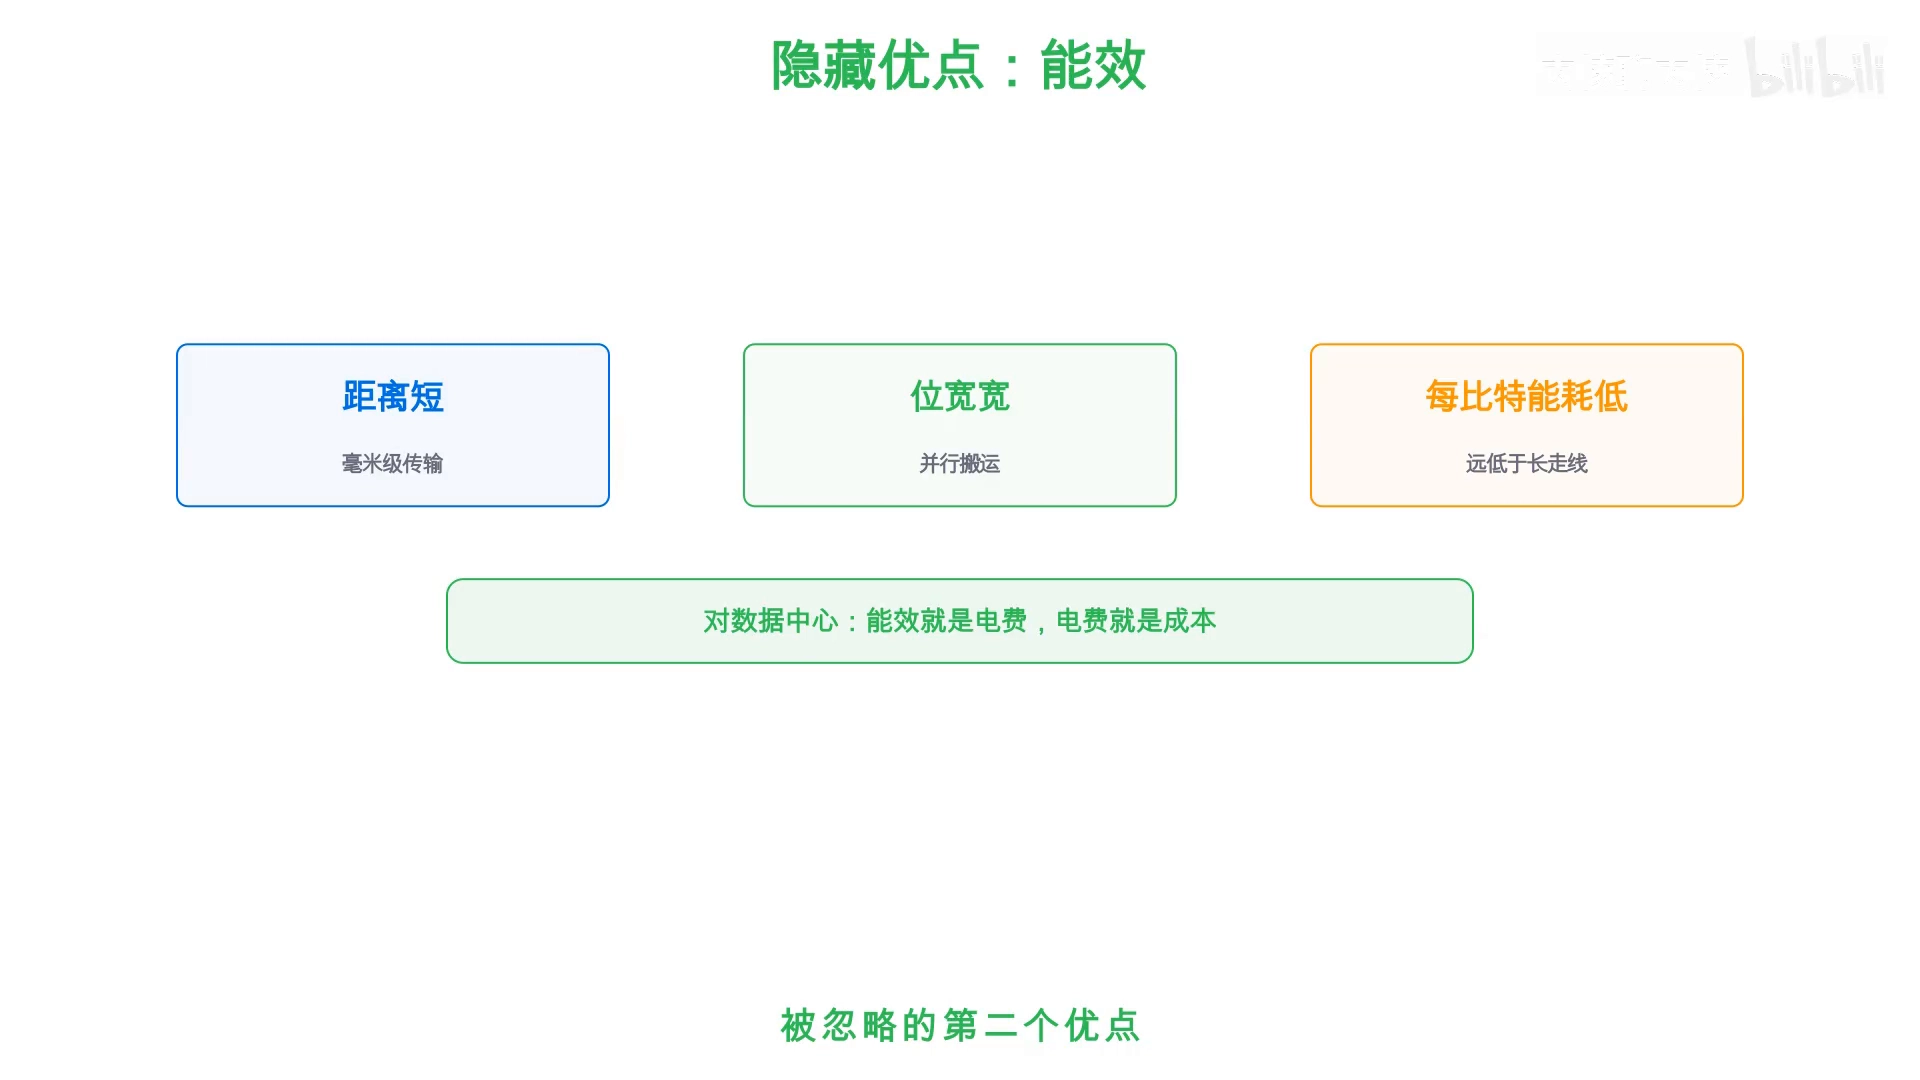 隐藏优点：能效
bilibili
距离短
毫米级传输
位宽宽
并行搬运
每比特能耗低
远低于长走线
对数据中心：能效就是电费，电费就是成本
被忽略的第二个优点